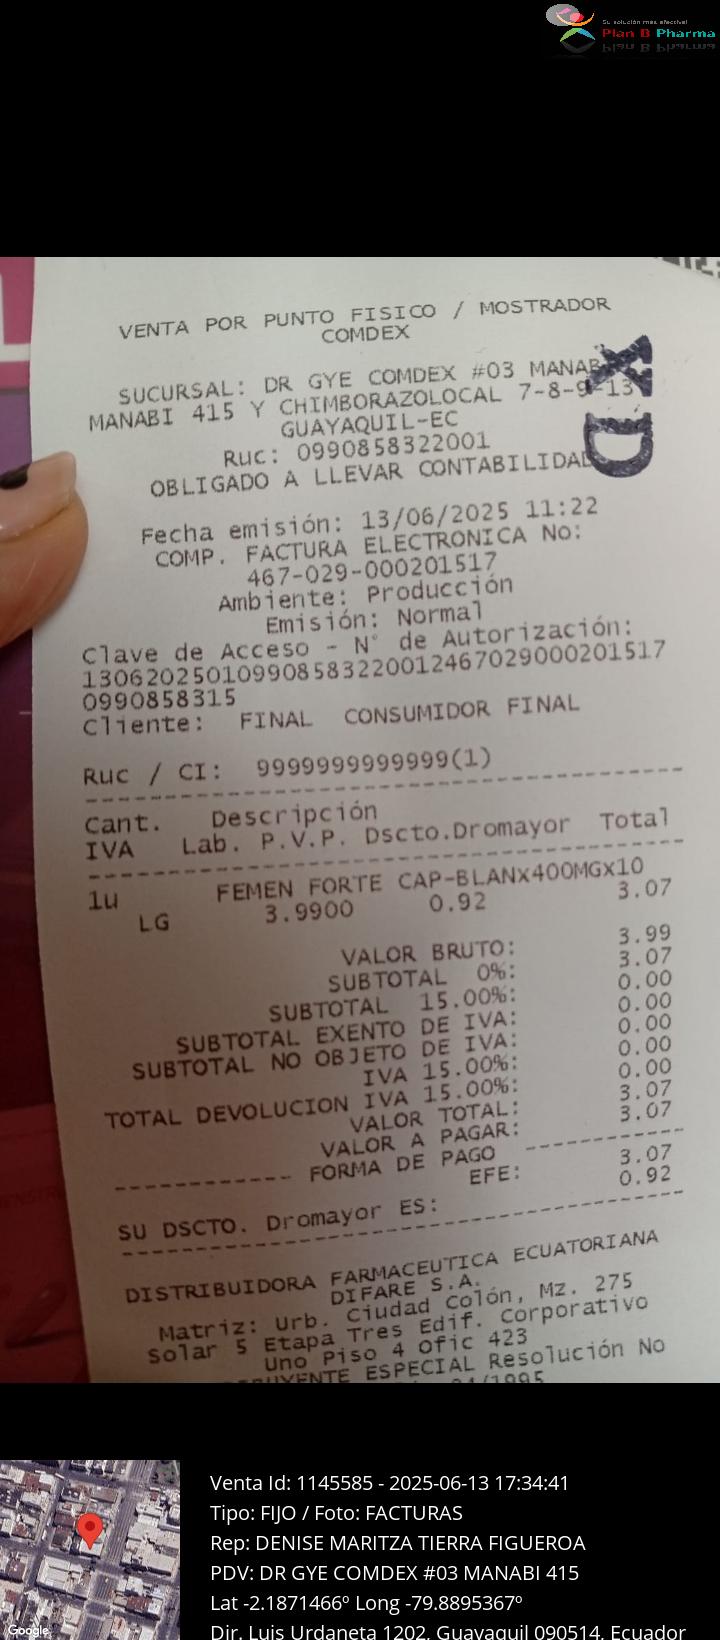 Su solución más efectiva!
Plan B Pharma
VENTA POR PUNTO FISICO / MOSTRADOR
COMDEX
SUCURSAL: DR GYE COMDEX #03 MANAB
MANABI 415 Y CHIMBORAZOLOCAL 7-8-9-13
GUAYAQUIL-EC
Ruc: 0990858322001
OBLIGADO A LLEVAR CONTABILIDAD
XD
Fecha emisión: 13/06/2025 11:22
COMP. FACTURA ELECTRONICA No:
467-029-000201517
Ambiente: Producción
Emisión: Normal
Clave de Acceso - N° de Autorización:
130620250109908583220012467029000201517
0990858315
Cliente: FINAL CONSUMIDOR FINAL
Ruc / CI: 9999999999999(1)
Cant. Descripción
IVA Lab. P.V.P. Dscto.Dromayor Total
1u FEMEN FORTE CAP-BLANx400MGx10
LG 3.9900 0.92 3.07
VALOR BRUTO: 3.99
SUBTOTAL 0%: 3.07
SUBTOTAL 15.00%: 0.00
SUBTOTAL EXENTO DE IVA: 0.00
SUBTOTAL NO OBJETO DE IVA: 0.00
IVA 15.00%: 0.00
TOTAL DEVOLUCION IVA 15.00%: 0.00
VALOR TOTAL: 3.07
VALOR A PAGAR: 3.07
FORMA DE PAGO
EFE: 3.07
SU DSCTO. Dromayor ES: 0.92
DISTRIBUIDORA FARMACEUTICA ECUATORIANA
DIFARE S.A.
Matriz: Urb. Ciudad Colón, Mz. 275
Solar 5 Etapa Tres Edif. Corporativo
Uno Piso 4 Ofic 423
ESPECIAL Resolución No
Google
Venta Id: 1145585 - 2025-06-13 17:34:41
Tipo: FIJO / Foto: FACTURAS
Rep: DENISE MARITZA TIERRA FIGUEROA
PDV: DR GYE COMDEX #03 MANABI 415
Lat -2.1871466º Long -79.8895367º
Dir. Luis Urdaneta 1202, Guayaquil 090514, Ecuador